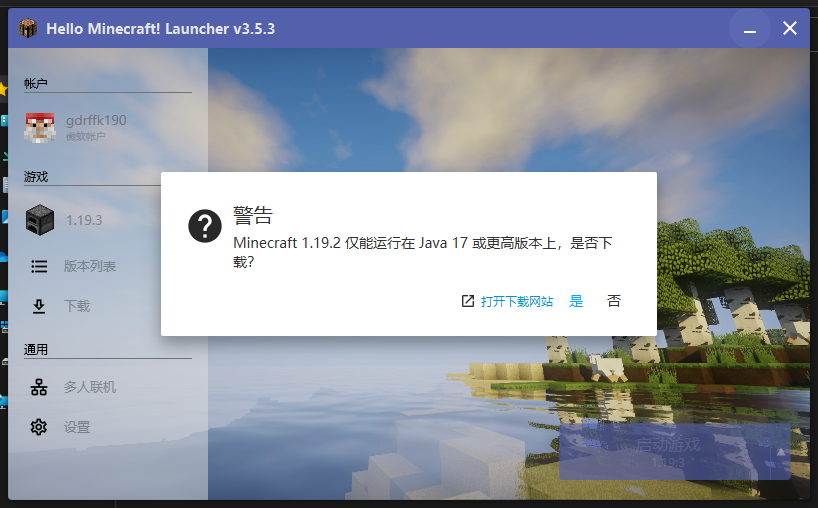 Hello Minecraft! Launcher v3.5.3
帐户
gdrffk190
微软帐户
游戏
1.19.3
版本列表
下载
通用
多人联机
设置
警告
Minecraft 1.19.2 仅能运行在 Java 17 或更高版本上，是否下
载?
打开下载网站 是 否
启动游戏
1.19.3